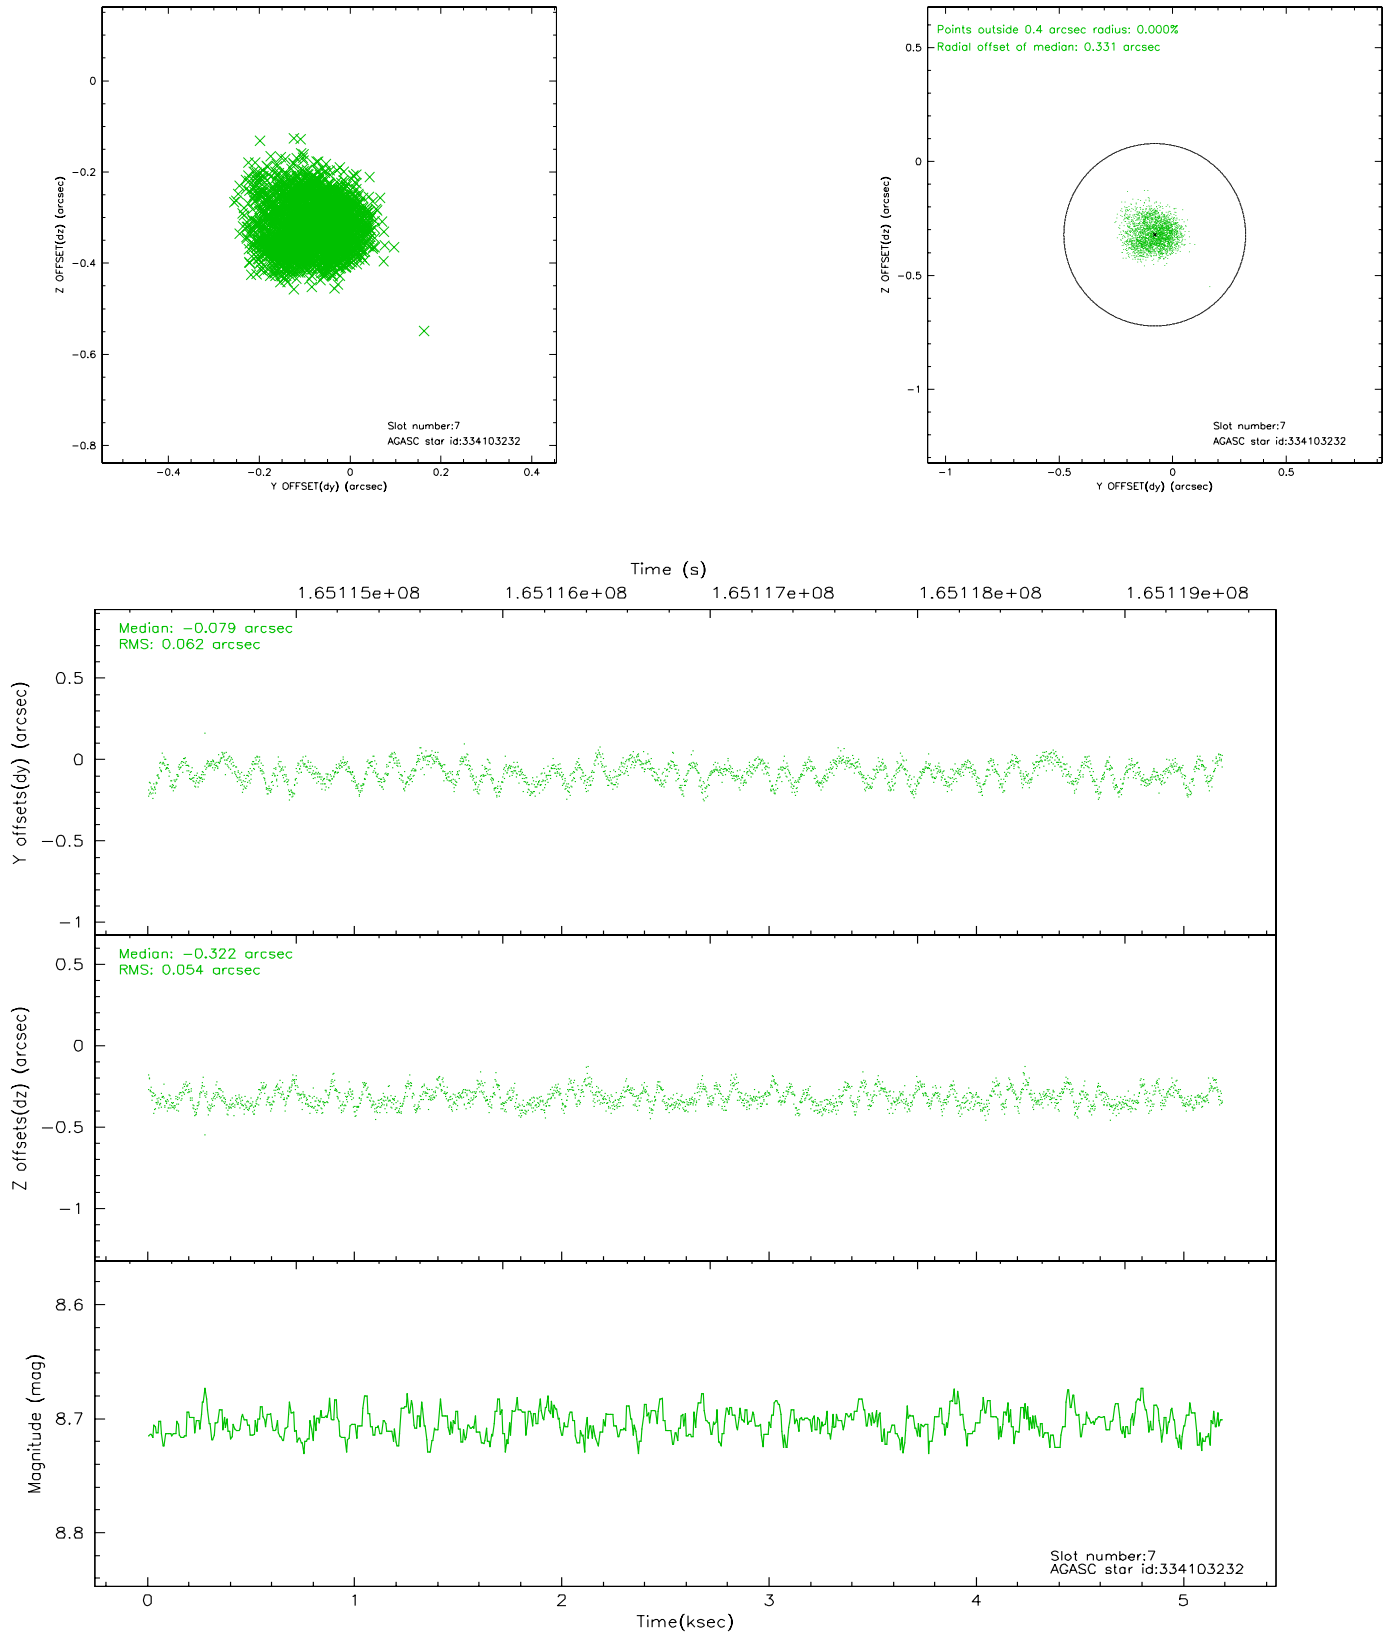 0
−0.2
−0.4
−0.6
−0.8
Z OFFSET(dz) (arcsec)
Slot number:7
AGASC star id:334103232
−0.4 −0.2 0 0.2 0.4
Y OFFSET(dy) (arcsec)
Points outside 0.4 arcsec radius: 0.000%
Radial offset of median: 0.331 arcsec
0.5
0
−0.5
−1
Z OFFSET(dz) (arcsec)
Slot number:7
AGASC star id:334103232
−1 −0.5 0 0.5
Y OFFSET(dy) (arcsec)
Time (s)
1.65115e+08 1.65116e+08 1.65117e+08 1.65118e+08 1.65119e+08
Median: −0.079 arcsec
RMS: 0.062 arcsec
0.5
0
−0.5
−1
Y offsets(dy) (arcsec)
Median: −0.322 arcsec
RMS: 0.054 arcsec
0.5
0
−0.5
−1
Z offsets(dz) (arcsec)
8.6
8.7
8.8
Magnitude (mag)
Slot number:7
AGASC star id:334103232
0 1 2 3 4 5
Time(ksec)